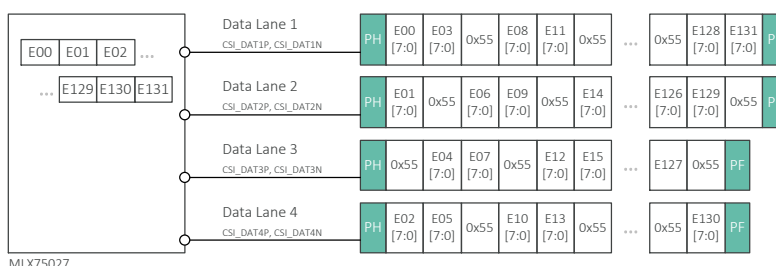 E00 E01 E02 ...
... E129 E130 E131
MLX75027
Data Lane 1
CSI_DAT1P, CSI_DAT1N
PH E00 [7:0] E03 [7:0] 0x55 E08 [7:0] E11 [7:0] 0x55 ... 0x55 E128 [7:0] E131 [7:0] P
Data Lane 2
CSI_DAT2P, CSI_DAT2N
PH E01 [7:0] 0x55 E06 [7:0] E09 [7:0] 0x55 E14 [7:0] ... E126 [7:0] E129 [7:0] 0x55 P
Data Lane 3
CSI_DAT3P, CSI_DAT3N
PH 0x55 E04 [7:0] E07 [7:0] 0x55 E12 [7:0] E15 [7:0] ... E127 0x55 PF
Data Lane 4
CSI_DAT4P, CSI_DAT4N
PH E02 [7:0] E05 [7:0] 0x55 E10 [7:0] E13 [7:0] 0x55 ... 0x55 E130 [7:0] PF